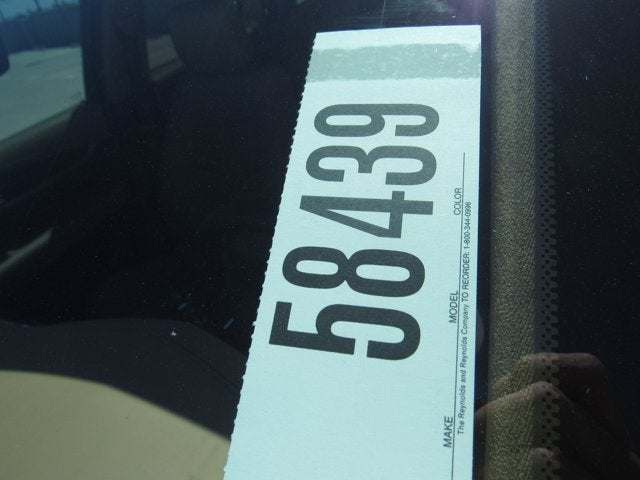 58439
MAKE MODEL COLOR
The Reynolds and Reynolds Company TO REORDER: 1-800-344-0996